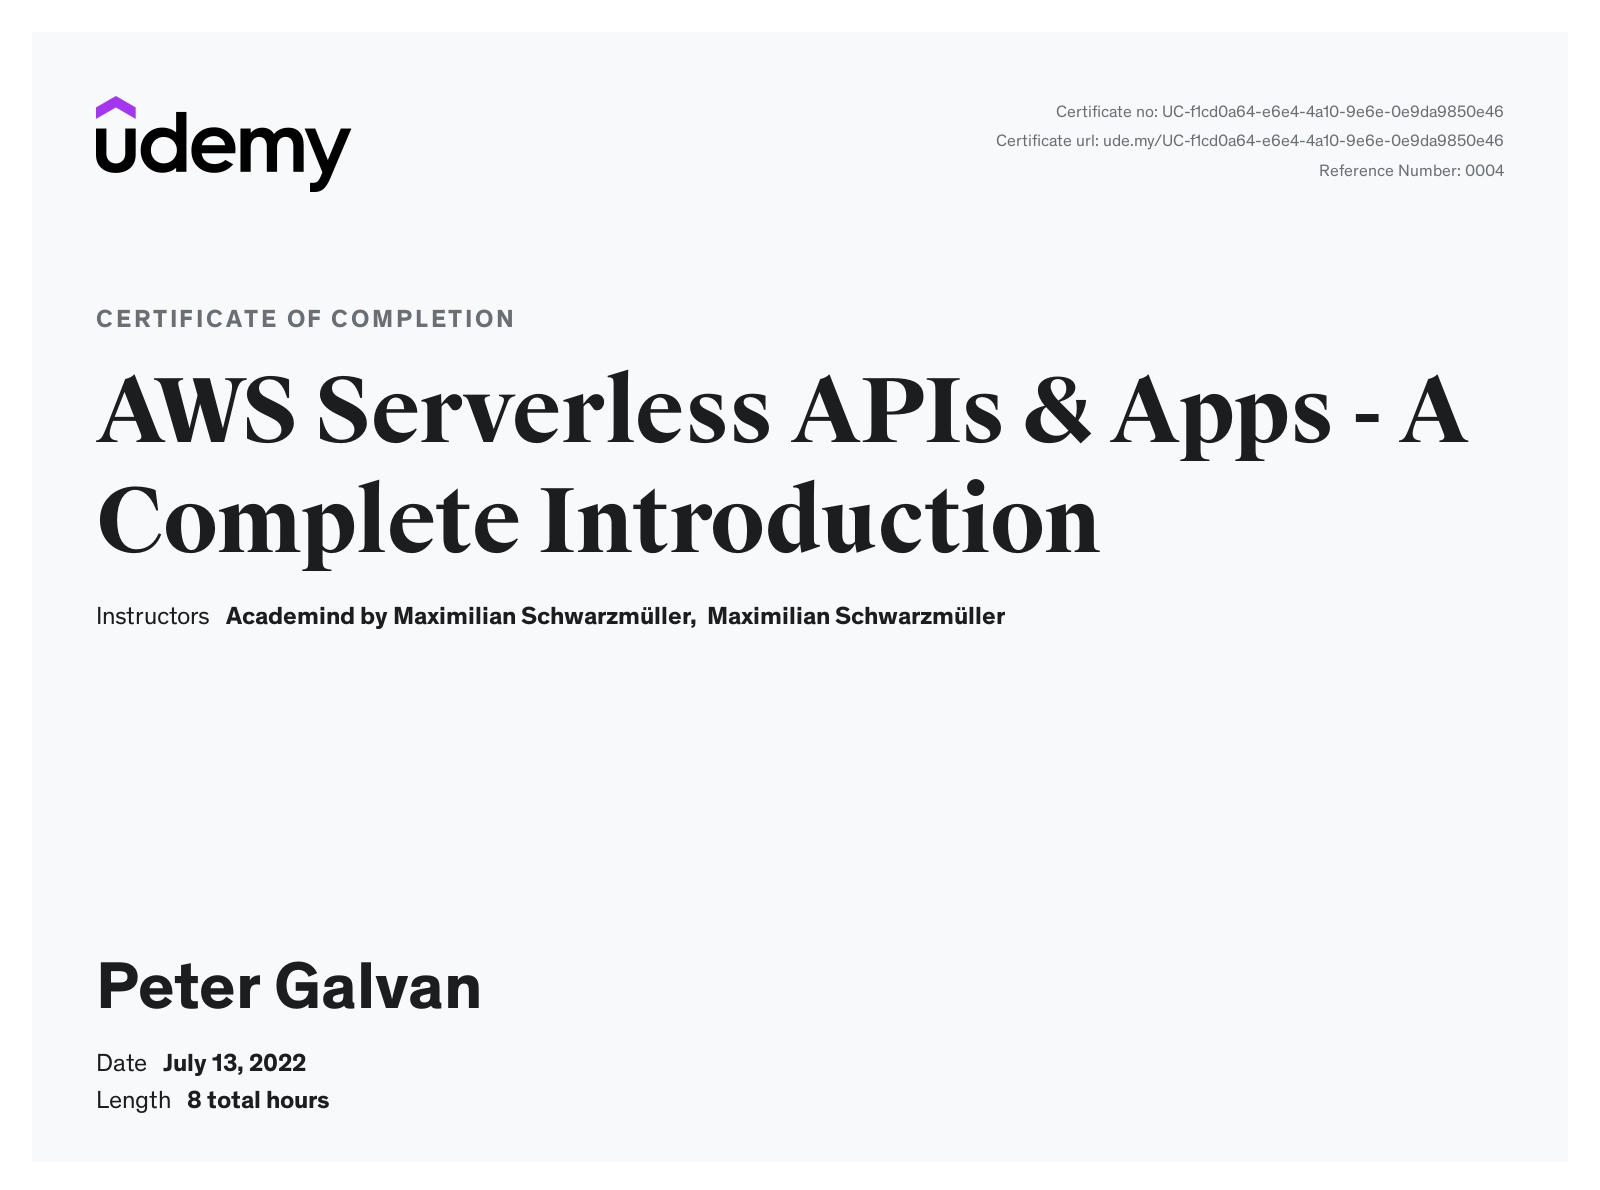 udemy
Certificate no: UC-f1cd0a64-e6e4-4a10-9e6e-0e9da9850e46
Certificate url: ude.my/UC-f1cd0a64-e6e4-4a10-9e6e-0e9da9850e46
Reference Number: 0004
CERTIFICATE OF COMPLETION
AWS Serverless APIs & Apps - A
Complete Introduction
Instructors Academind by Maximilian Schwarzmüller, Maximilian Schwarzmüller
Peter Galvan
Date July 13, 2022
Length 8 total hours